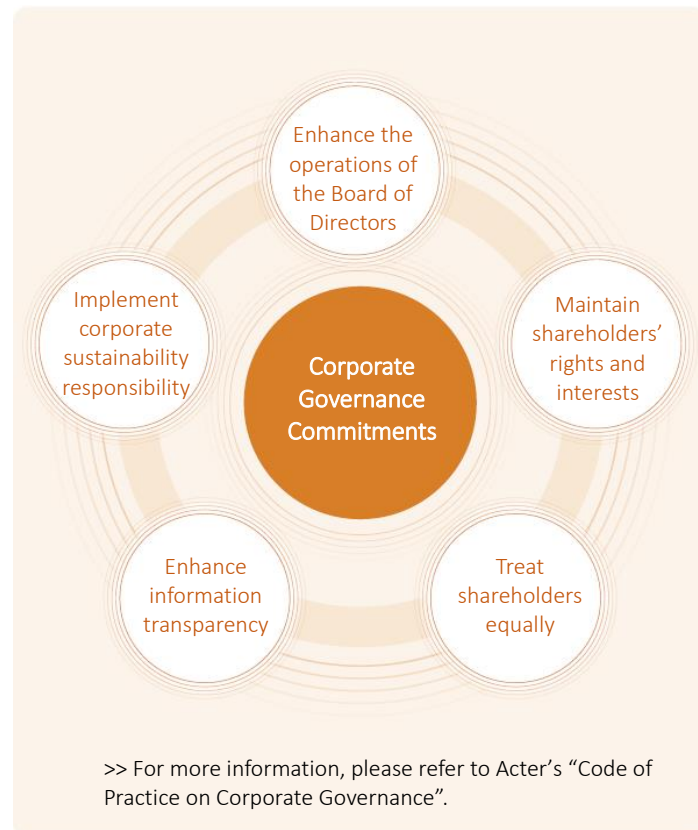 Enhance the
operations of
the Board of
Directors
Implement
corporate
sustainability
responsibility
Maintain
shareholders’
rights and
interests
Corporate
Governance
Commitments
Enhance
information
transparency
Treat
shareholders
equally
>> For more information, please refer to Acter’s “Code of
Practice on Corporate Governance”.